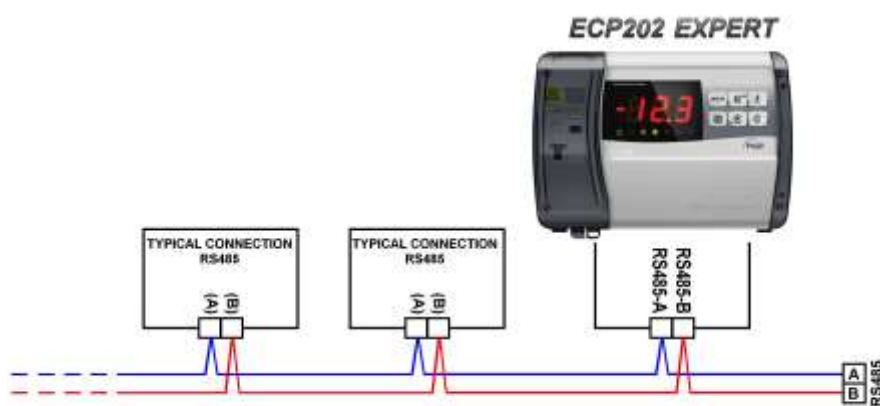 ECP202 EXPERT
-12.3
TYPICAL CONNECTION
RS485
(A)
(B)
TYPICAL CONNECTION
RS485
(A)
(B)
RS485-A
RS485-B
A
B
RS485